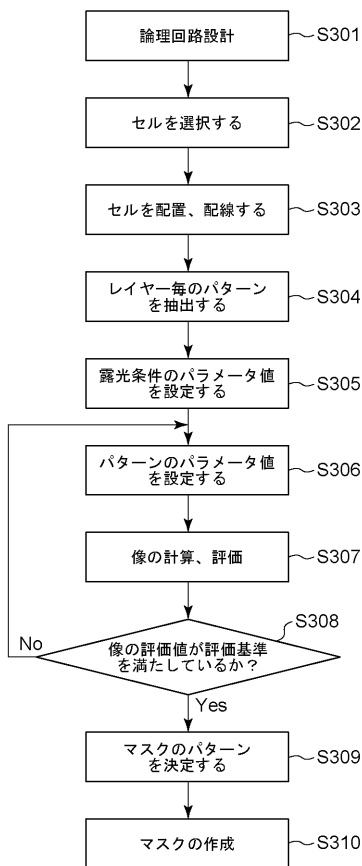 論理回路設計
S301
セルを選択する
S302
セルを配置、配線する
S303
レイヤー毎のパターン
を抽出する
S304
露光条件のパラメータ値
を設定する
S305
パターンのパラメータ値
を設定する
S306
像の計算、評価
S307
S308
像の評価値が評価基準
を満たしているか？
No
Yes
マスクのパターン
を決定する
S309
マスクの作成
S310